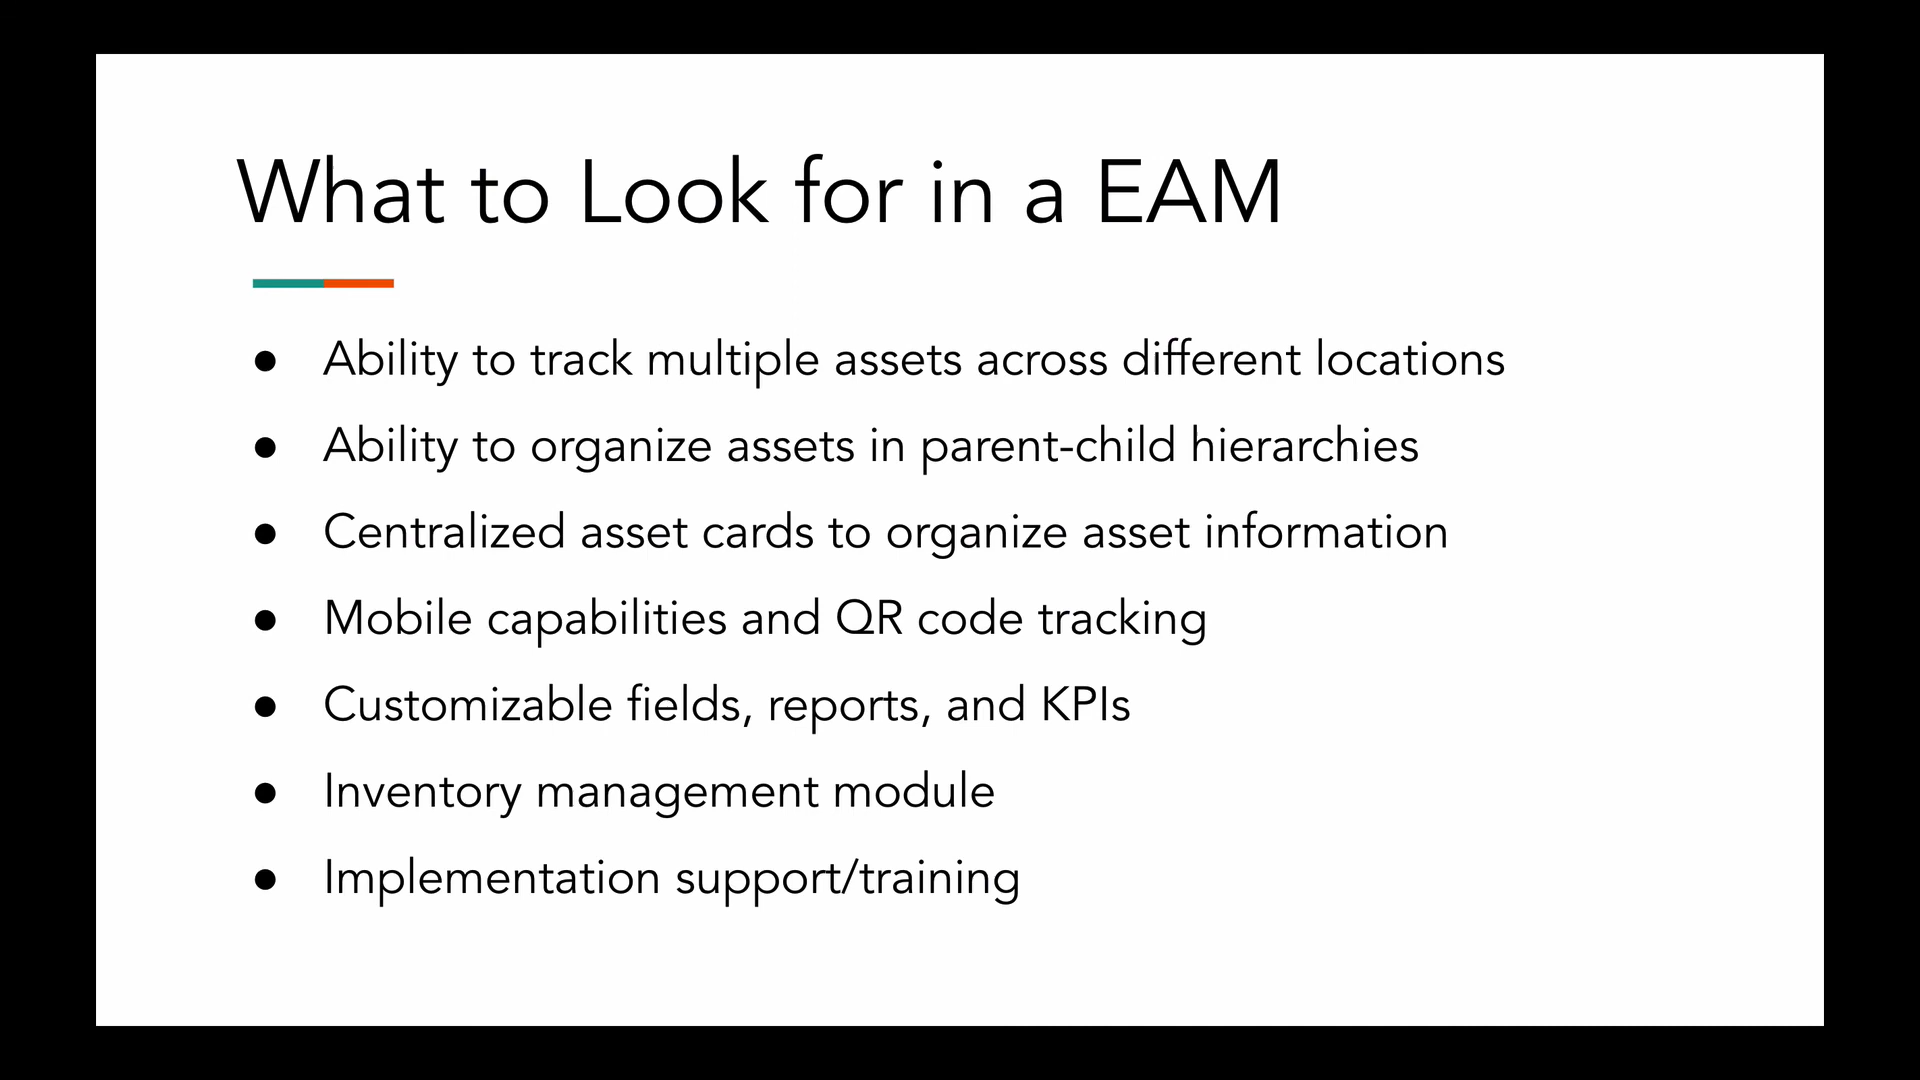 What to Look for in a EAM
● Ability to track multiple assets across different locations
● Ability to organize assets in parent-child hierarchies
● Centralized asset cards to organize asset information
● Mobile capabilities and QR code tracking
● Customizable fields, reports, and KPIs
● Inventory management module
● Implementation support/training